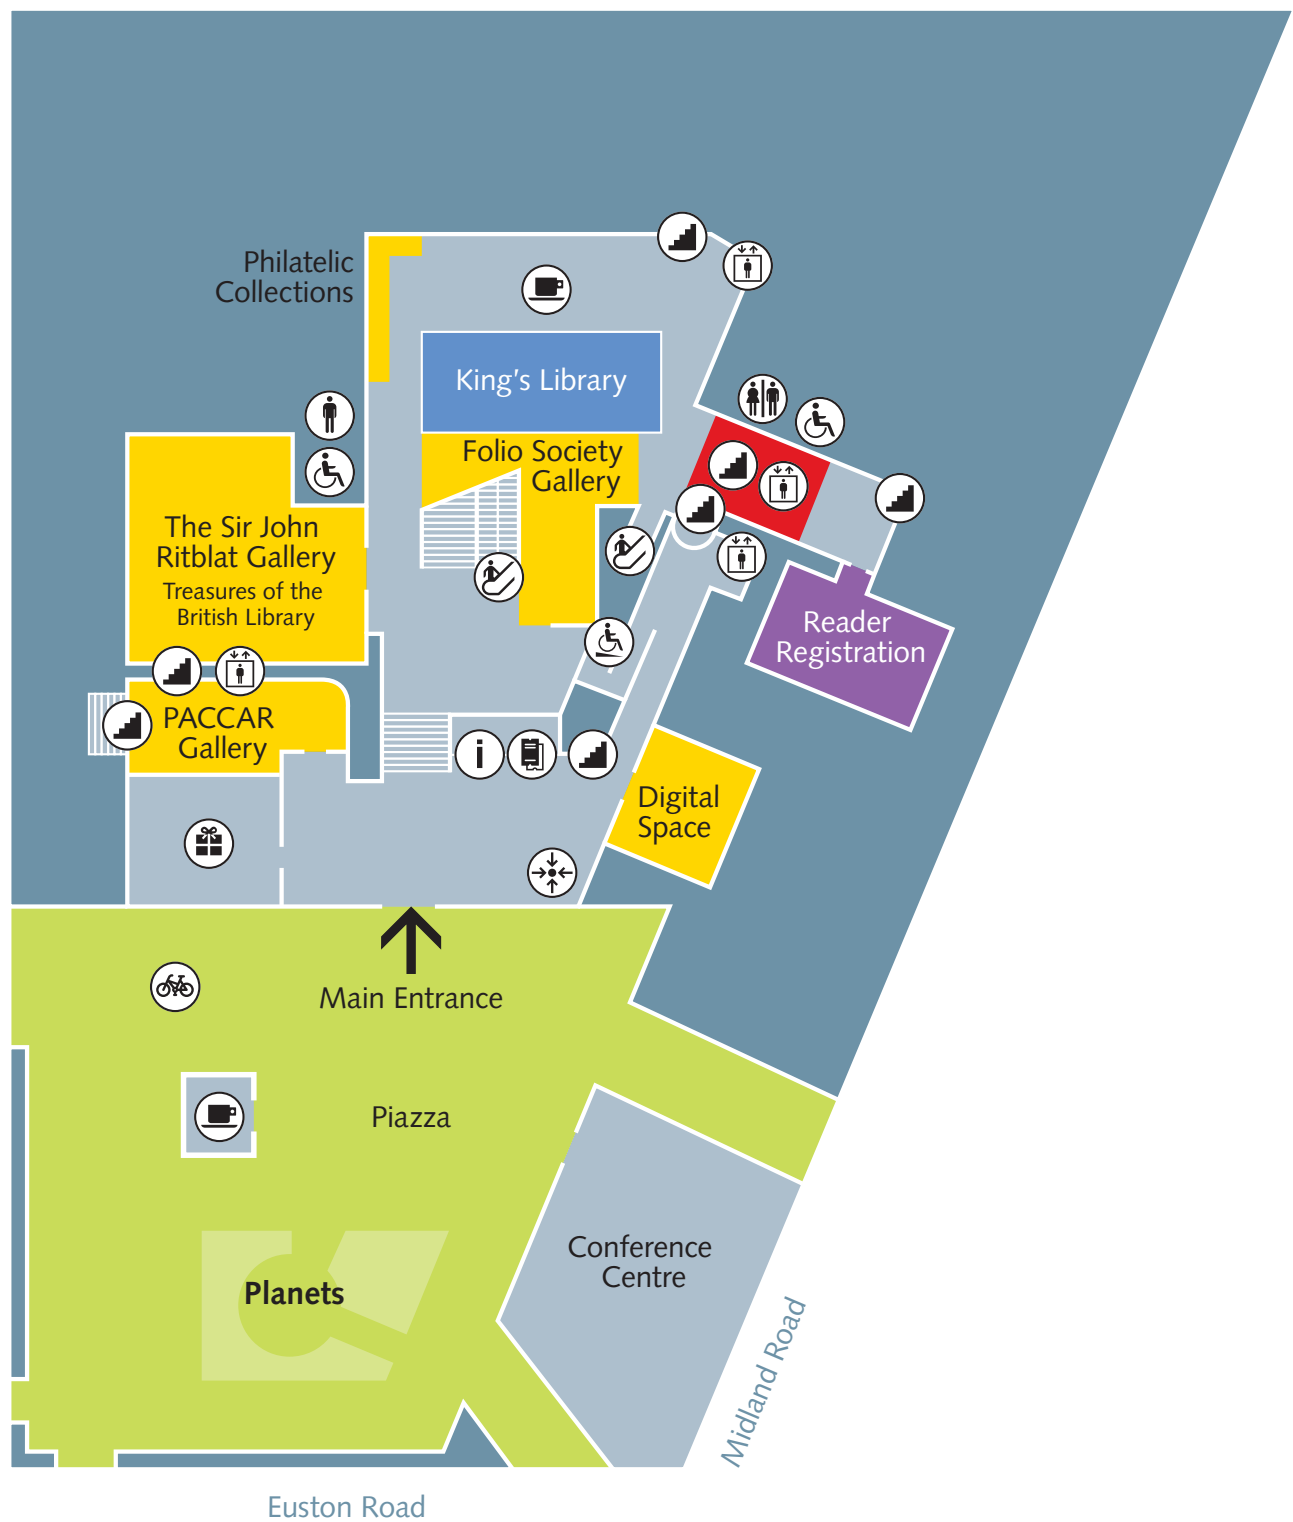 Philatelic
Collections
King's Library
Folio Society
Gallery
The Sir John
Ritblat Gallery
Treasures of the
British Library
Reader
Registration
PACCAR
Gallery
i
Digital
Space
Main Entrance
Piazza
Conference
Centre
Planets
Midland Road
Euston Road